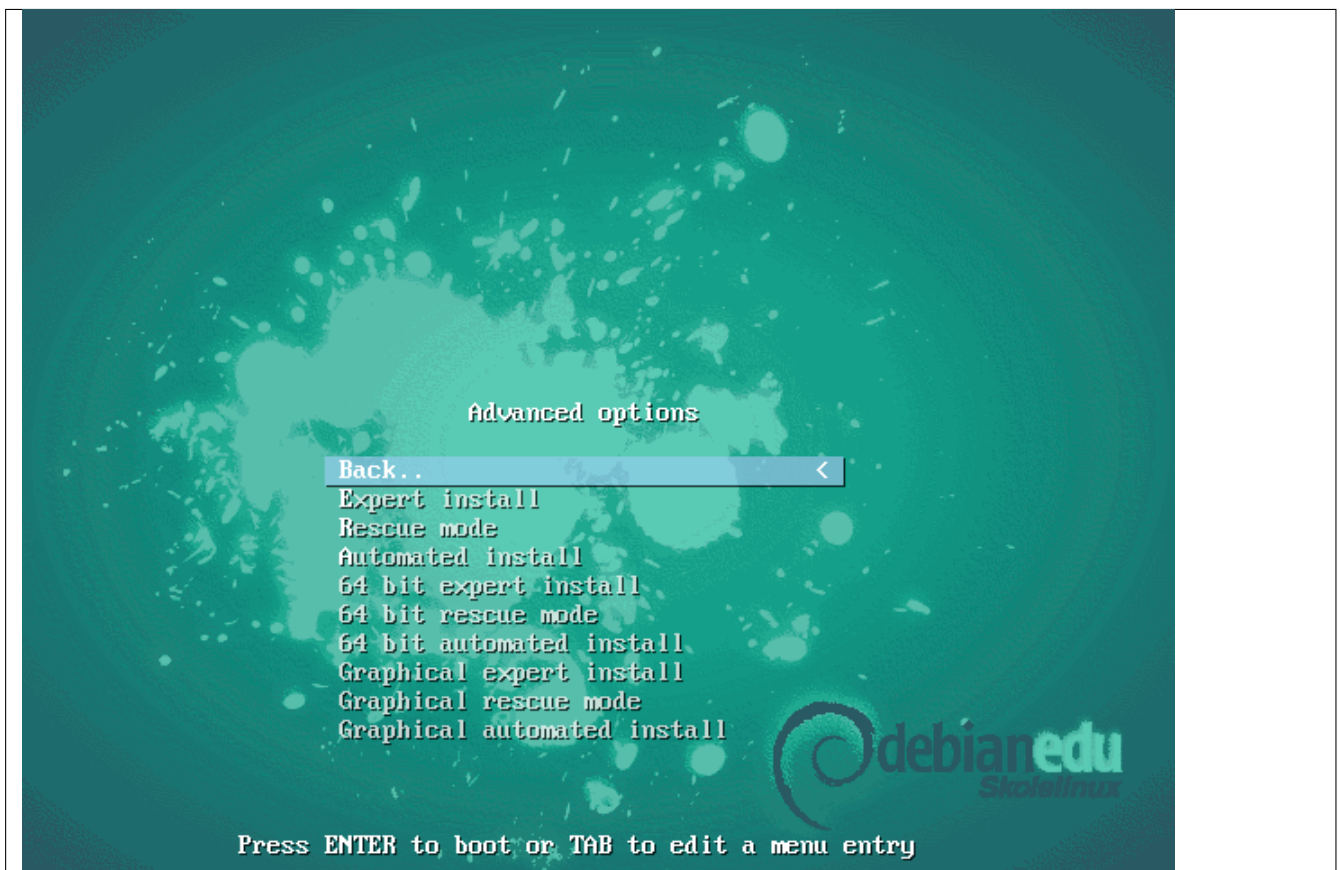 Advanced options
Back.. <
Expert install
Rescue mode
Automated install
64 bit expert install
64 bit rescue mode
64 bit automated install
Graphical expert install
Graphical rescue mode
Graphical automated install
debianedu
Skolelinux
Press ENTER to boot or TAB to edit a menu entry